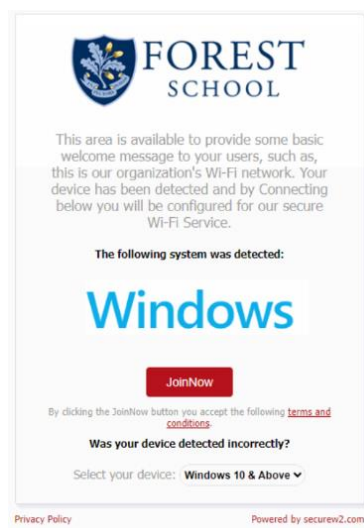 FOREST
SCHOOL
This area is available to provide some basic
welcome message to your users, such as,
this is our organization's Wi-Fi network. Your
device has been detected and by Connecting
below you will be configured for our secure
Wi-Fi Service.
The following system was detected:
Windows
JoinNow
By clicking the JoinNow button you accept the following terms and
conditions.
Was your device detected incorrectly?
Select your device: Windows 10 & Above
Privacy Policy Powered by securew2.com